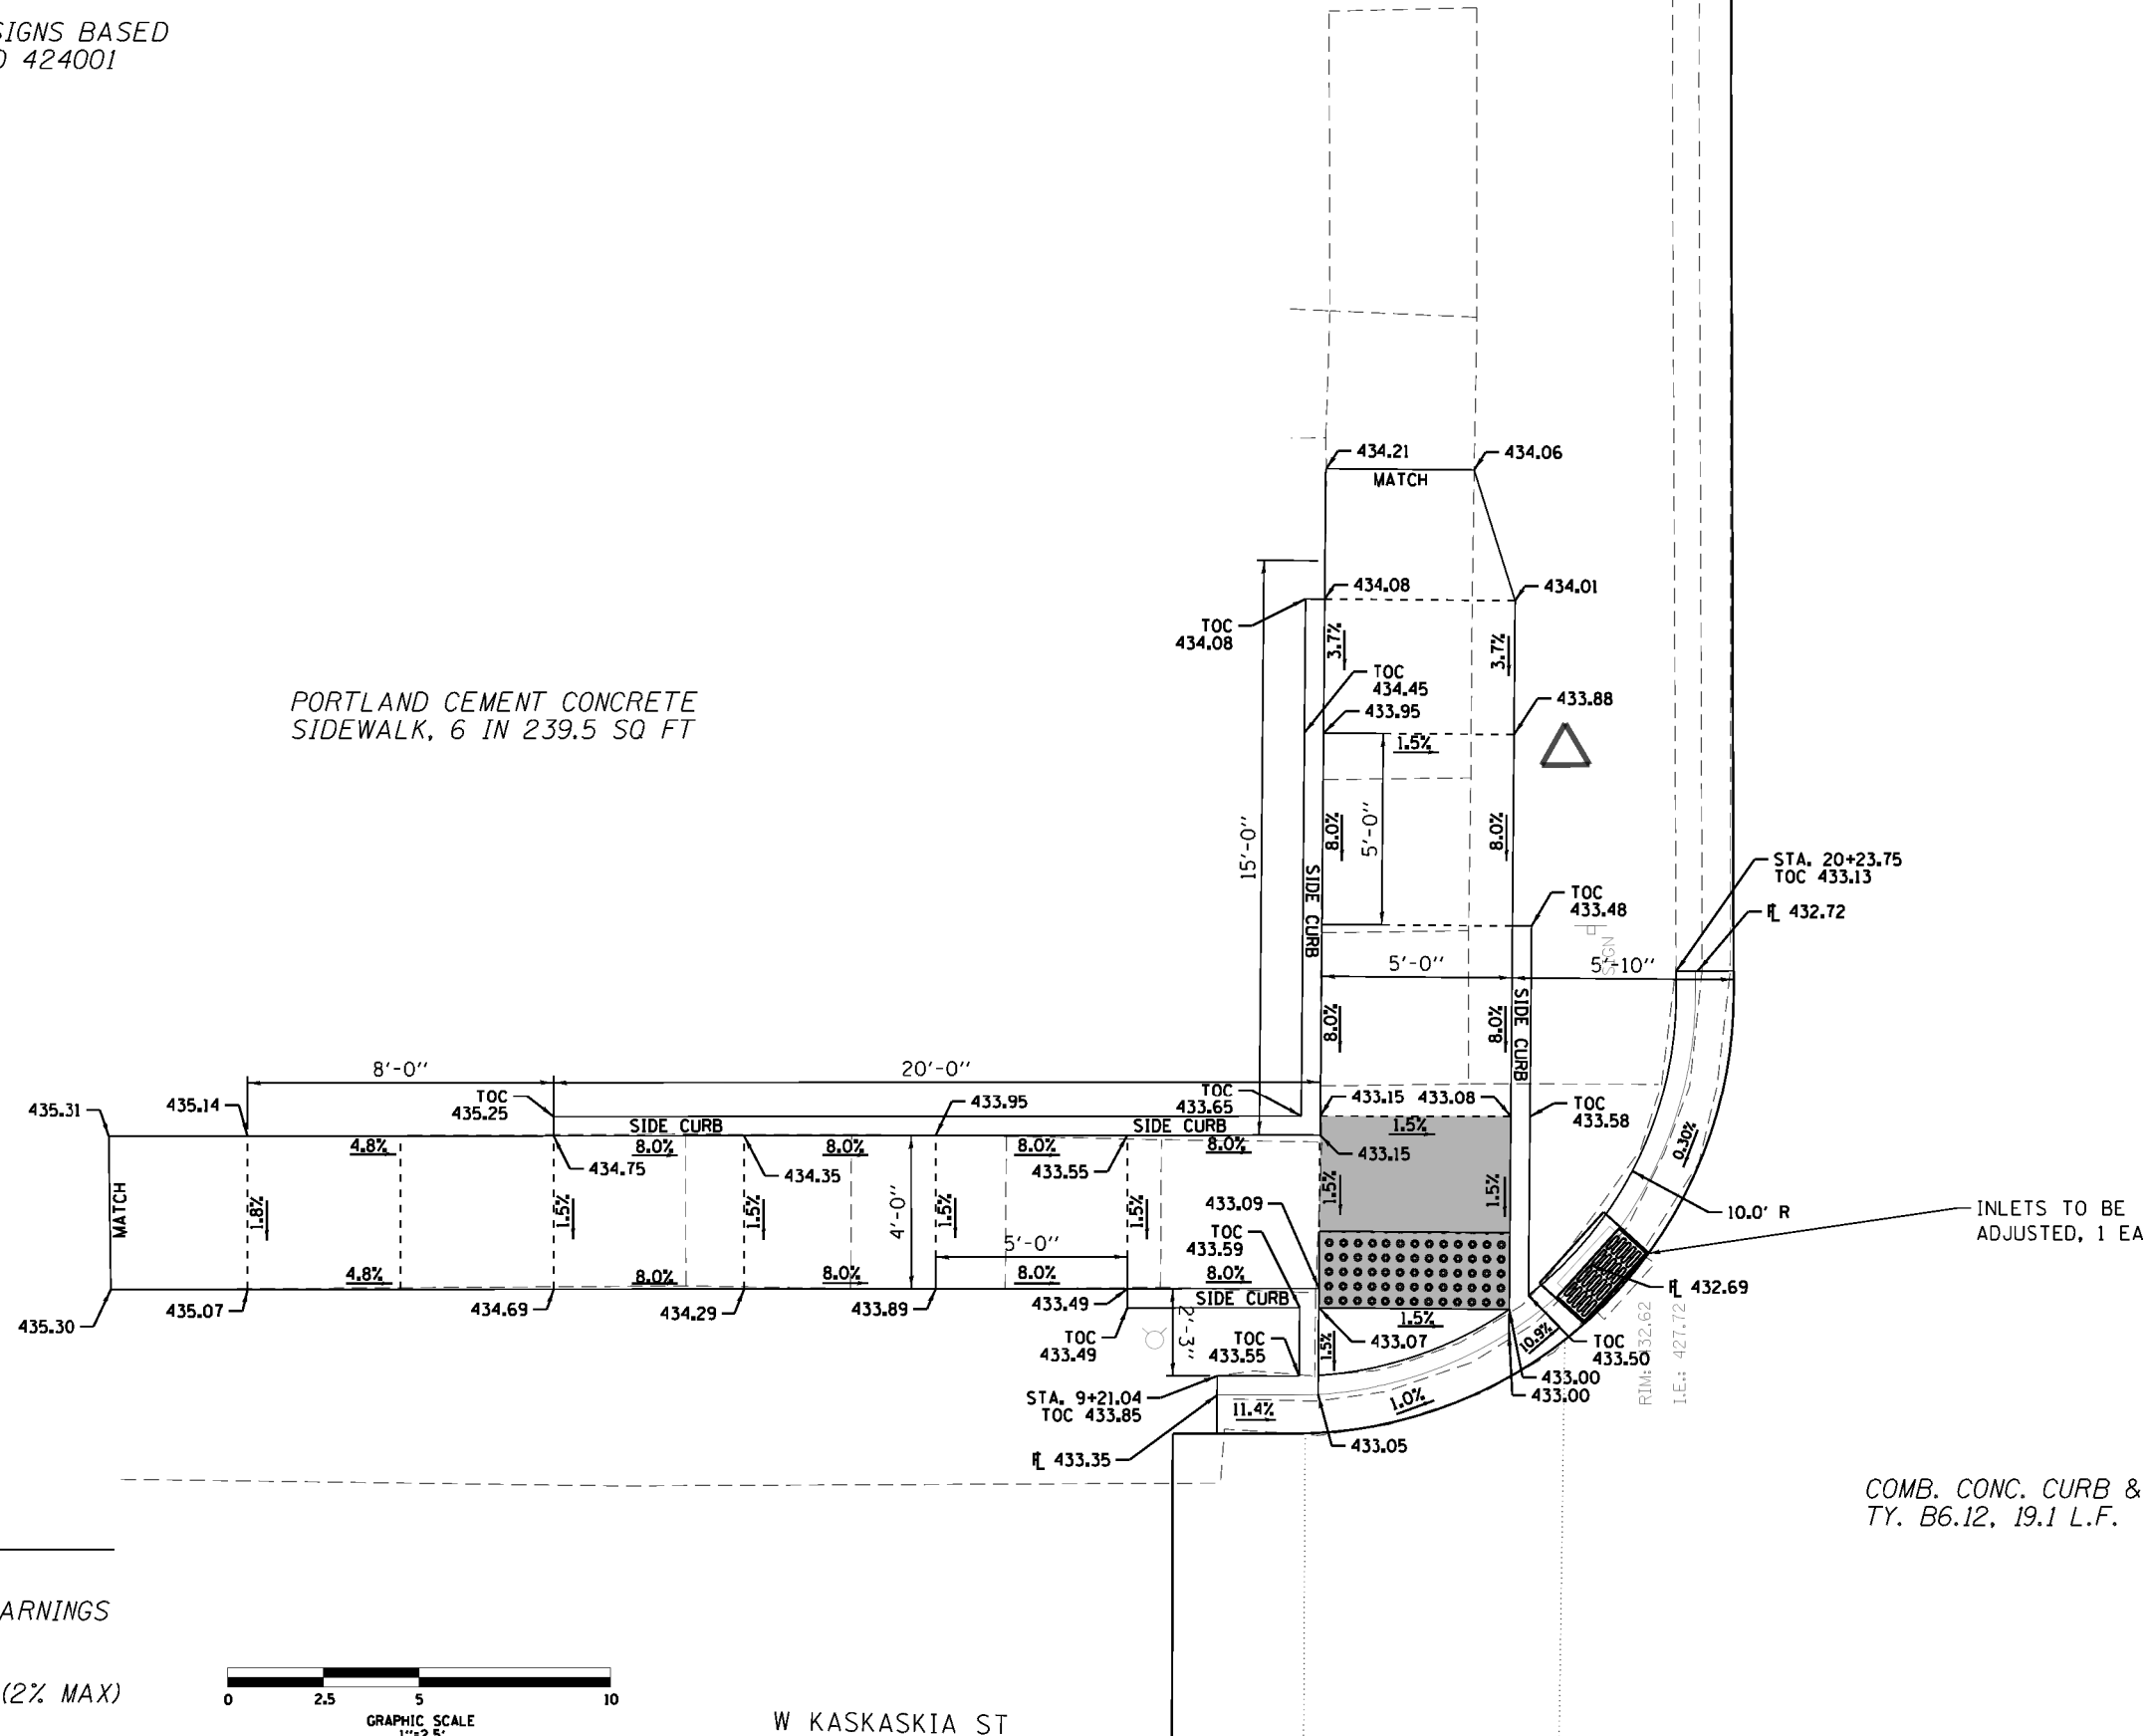 SIGNS BASED
424001
434.21
434.06
MATCH
434.08
434.01
TOC
434.08
3.7%
3.7%
TOC
434.45
433.95
433.88
1.5%
PORTLAND CEMENT CONCRETE
SIDEWALK, 6 IN 239.5 SQ FT
15'-0"
8.0%
5'-0"
8.0%
SIDE CURB
STA. 20+23.75
TOC 433.13
FL 432.72
TOC
433.48
SIGN
5'-0"
5'-10"
8.0%
8.0%
SIDE CURB
8'-0"
20'-0"
TOC
435.25
435.31
435.14
433.95
TOC
433.65
433.15
433.08
TOC
433.58
SIDE CURB
SIDE CURB
1.5%
4.8%
8.0%
8.0%
8.0%
8.0%
434.75
434.35
433.55
433.15
0.30%
MATCH
1.8%
1.5%
1.5%
4'-0"
1.5%
1.5%
1.5%
1.5%
433.09
TOC
433.59
10.0' R
INLETS TO BE
ADJUSTED, 1 EA
5'-0"
4.8%
8.0%
8.0%
8.0%
8.0%
FL 432.69
435.30
435.07
434.69
434.29
433.89
433.49
SIDE CURB
TOC
433.49
2'-3"
TOC
433.55
1.5%
1.5%
433.07
10.9%
TOC
433.50
433.00
433.00
RIM: 432.62
I.E.: 427.72
STA. 9+21.04
TOC 433.85
11.4%
1.0%
433.05
FL 433.35
COMB. CONC. CURB &
TY. B6.12, 19.1 L.F.
ARNINGS
(2% MAX)
0 2.5 5 10
GRAPHIC SCALE
1"=2.5'
W KASKASKIA ST